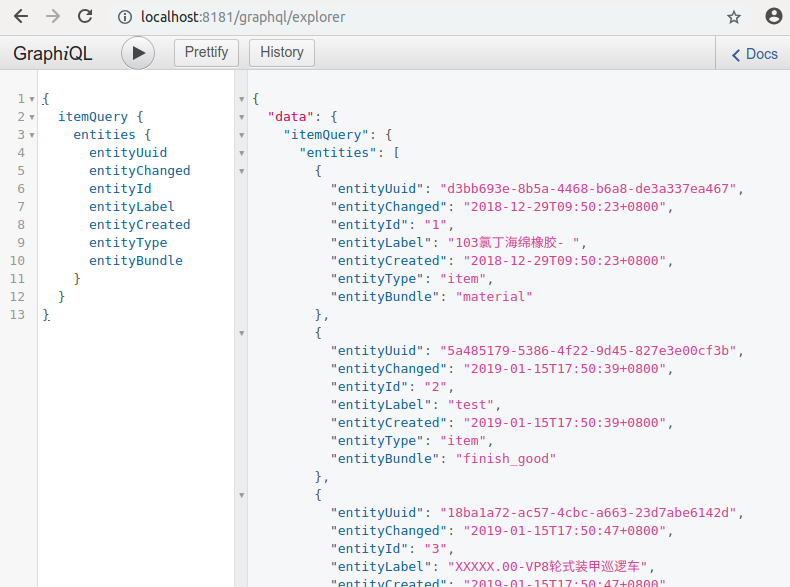 localhost:8181/graphql/explorer
GraphiQL Prettify History Docs
1 {
2 itemQuery {
3 entities {
4 entityUuid
5 entityChanged
6 entityId
7 entityLabel
8 entityCreated
9 entityType
10 entityBundle
11 }
12 }
13 }
{
"data": {
"itemQuery": {
"entities": [
{
"entityUuid": "d3bb693e-8b5a-4468-b6a8-de3a337ea467",
"entityChanged": "2018-12-29T09:50:23+0800",
"entityId": "1",
"entityLabel": "103氯丁海绵橡胶- ",
"entityCreated": "2018-12-29T09:50:23+0800",
"entityType": "item",
"entityBundle": "material"
},
{
"entityUuid": "5a485179-5386-4f22-9d45-827e3e00cf3b",
"entityChanged": "2019-01-15T17:50:39+0800",
"entityId": "2",
"entityLabel": "test",
"entityCreated": "2019-01-15T17:50:39+0800",
"entityType": "item",
"entityBundle": "finish_good"
},
{
"entityUuid": "18ba1a72-ac57-4cbc-a663-23d7abe6142d",
"entityChanged": "2019-01-15T17:50:47+0800",
"entityId": "3",
"entityLabel": "XXXXX.00-VP8轮式装甲巡逻车",
"entityCreated": "2019-01-15T17:50:47+0800